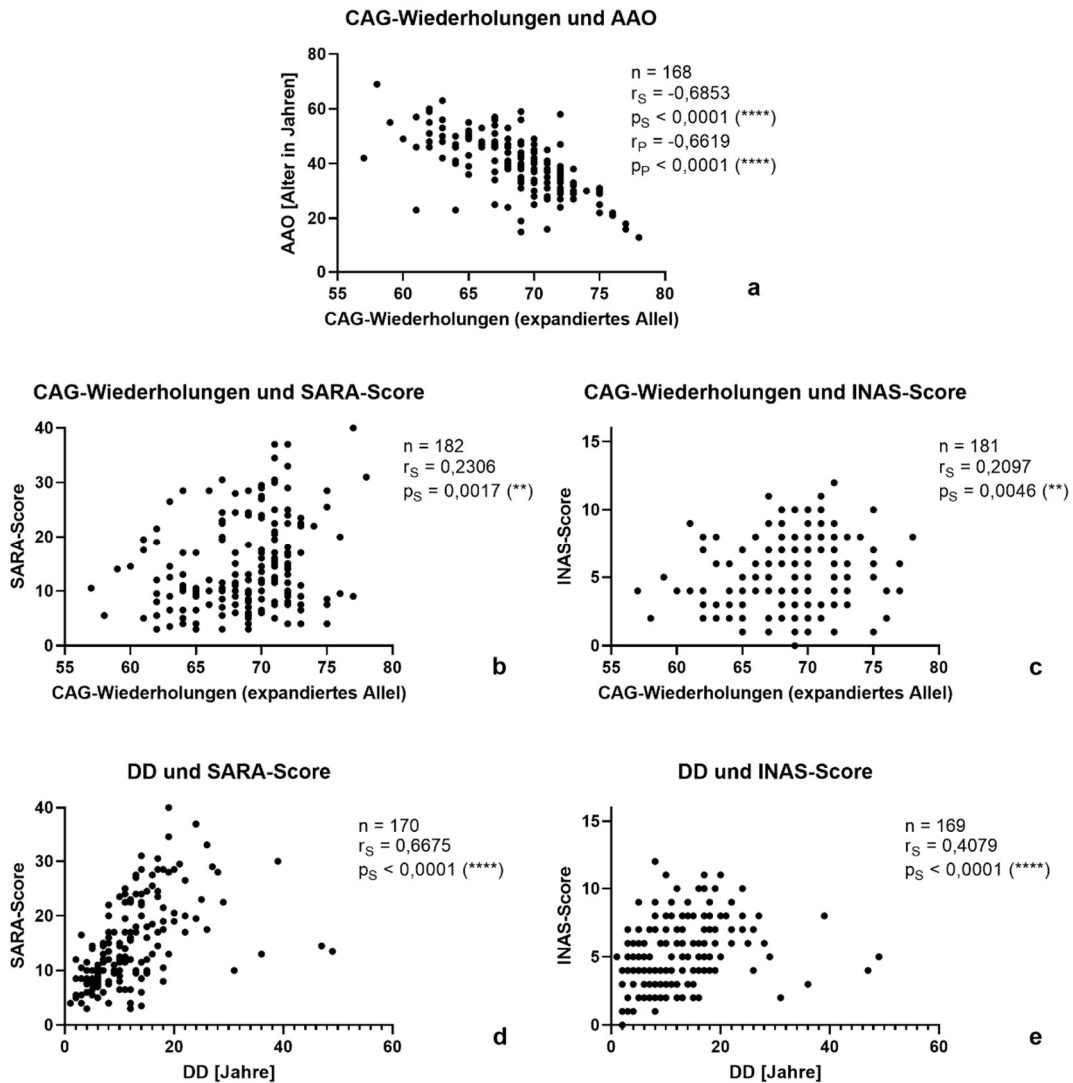 CAG-Wiederholungen und AAO
n = 168
rS = -0,6853
pS < 0,0001 (****)
rP = -0,6619
pP < 0,0001 (****)
AAO [Alter in Jahren]
80
60
40
20
0
55 60 65 70 75 80
CAG-Wiederholungen (expandiertes Allel)
a
CAG-Wiederholungen und SARA-Score
n = 182
rS = 0,2306
pS = 0,0017 (**)
SARA-Score
40
30
20
10
0
55 60 65 70 75 80
CAG-Wiederholungen (expandiertes Allel)
b
CAG-Wiederholungen und INAS-Score
n = 181
rS = 0,2097
pS = 0,0046 (**)
INAS-Score
15
10
5
0
55 60 65 70 75 80
CAG-Wiederholungen (expandiertes Allel)
c
DD und SARA-Score
n = 170
rS = 0,6675
pS < 0,0001 (****)
SARA-Score
40
30
20
10
0
0 20 40 60
DD [Jahre]
d
DD und INAS-Score
n = 169
rS = 0,4079
pS < 0,0001 (****)
INAS-Score
15
10
5
0
0 20 40 60
DD [Jahre]
e